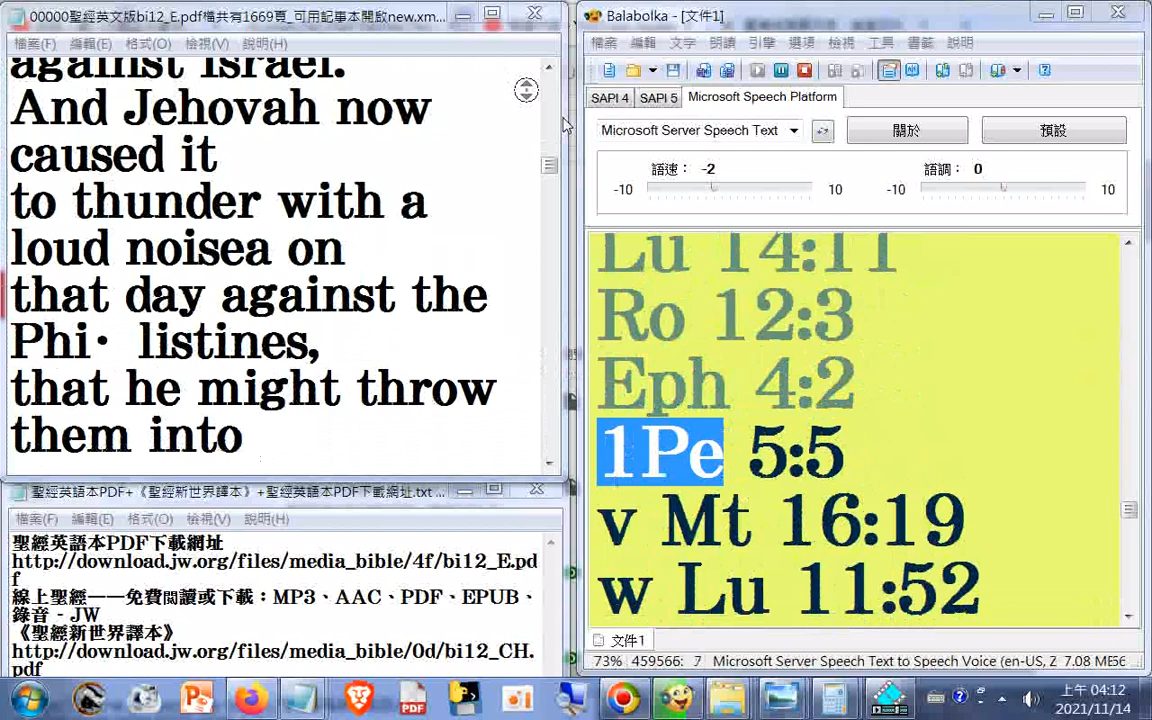 00000聖經英文版bi12_E.pdf檔共有1669頁_可用記事本開啟new.xm...
檔案(F) 編輯(E) 格式(O) 檢視(V) 說明(H)
against Israel.
And Jehovah now
caused it
to thunder with a
loud noisea on
that day against the
Phi· listines,
that he might throw
them into
聖經英語本PDF+《聖經新世界譯本》+聖經英語本PDF下載網址.txt ...
檔案(F) 編輯(E) 格式(O) 檢視(V) 說明(H)
聖經英語本PDF下載網址
http://download.jw.org/files/media_bible/4f/bi12_E.pd
f
線上聖經——免費閱讀或下載：MP3、AAC、PDF、EPUB、
錄音 - JW
《聖經新世界譯本》
http://download.jw.org/files/media_bible/0d/bi12_CH.
pdf
Balabolka - [文件1]
檔案 編輯 文字 朗讀 引擎 選項 檢視 工具 書籤 說明
SAPI 4 SAPI 5 Microsoft Speech Platform
Microsoft Server Speech Text
關於
預設
語速： -2
語調： 0
-10 10 -10 10
Lu 14:11
Ro 12:3
Eph 4:2
1Pe 5:5
v Mt 16:19
w Lu 11:52
文件1
73% 459566: 7 Microsoft Server Speech Text to Speech Voice (en-US, Z 7.08 ME56
上午 04:12
2021/11/14